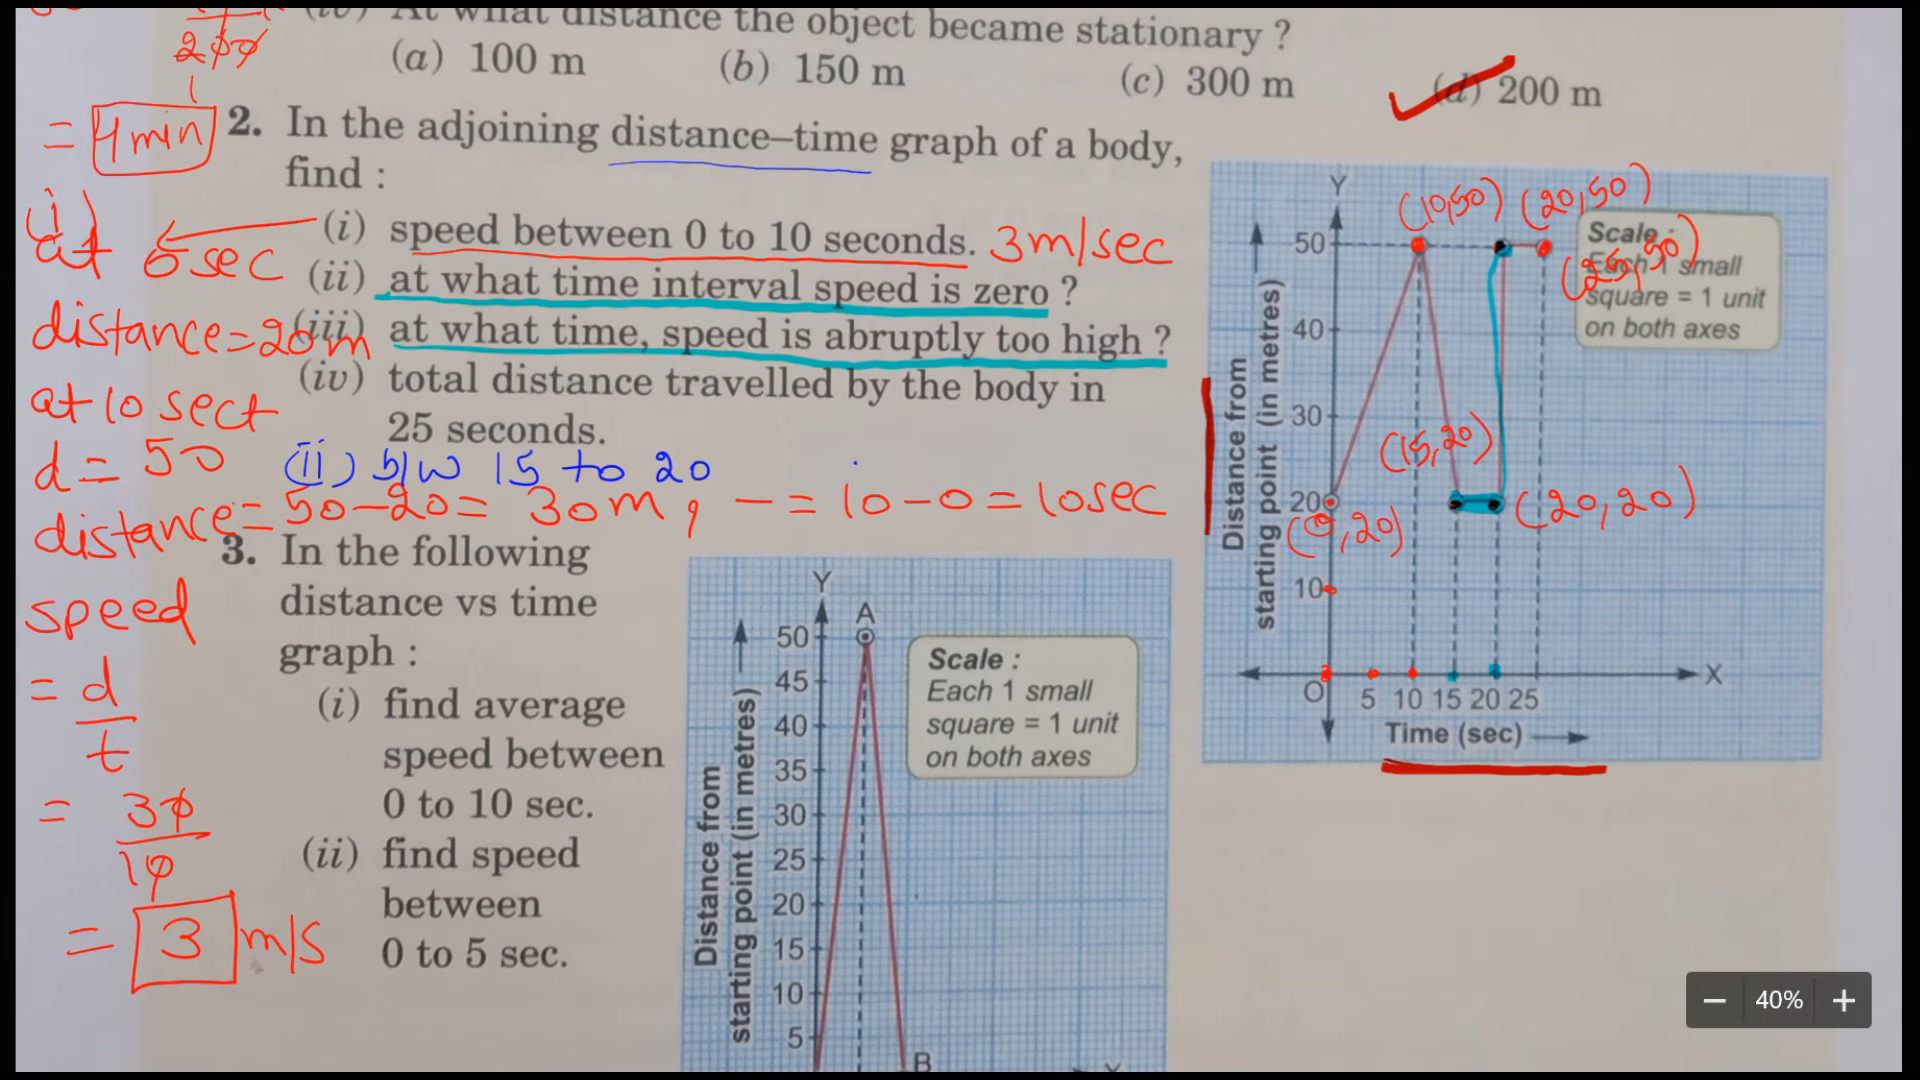 (iv) At what distance the object became stationary ?
(a) 100 m (b) 150 m (c) 300 m (d) 200 m
= 4 min
2. In the adjoining distance–time graph of a body,
find :
(i) speed between 0 to 10 seconds. 3m/sec
(ii) at what time interval speed is zero ?
(iii) at what time, speed is abruptly too high ?
(iv) total distance travelled by the body in
25 seconds.
(i)
at 0 sec
distance = 20m
at 10 sect
d = 50
(ii) b/w 15 to 20
distance = 50-20 = 30m, — = 10-0 = 10sec
speed
= d
t
= 30
10
= 3 m/s
Y
(10,50) (20,50)
(25,50)
Scale :
Each 1 small
square = 1 unit
on both axes
50
40
30
20
10
(15,20)
(20,20)
(0,20)
Distance from
starting point (in metres)
O 5 10 15 20 25 X
Time (sec)
3. In the following
distance vs time
graph :
(i) find average
speed between
0 to 10 sec.
(ii) find speed
between
0 to 5 sec.
Y
A
50
45
40
35
30
25
20
15
10
5
B
Scale :
Each 1 small
square = 1 unit
on both axes
Distance from
starting point (in metres)
− 40% +